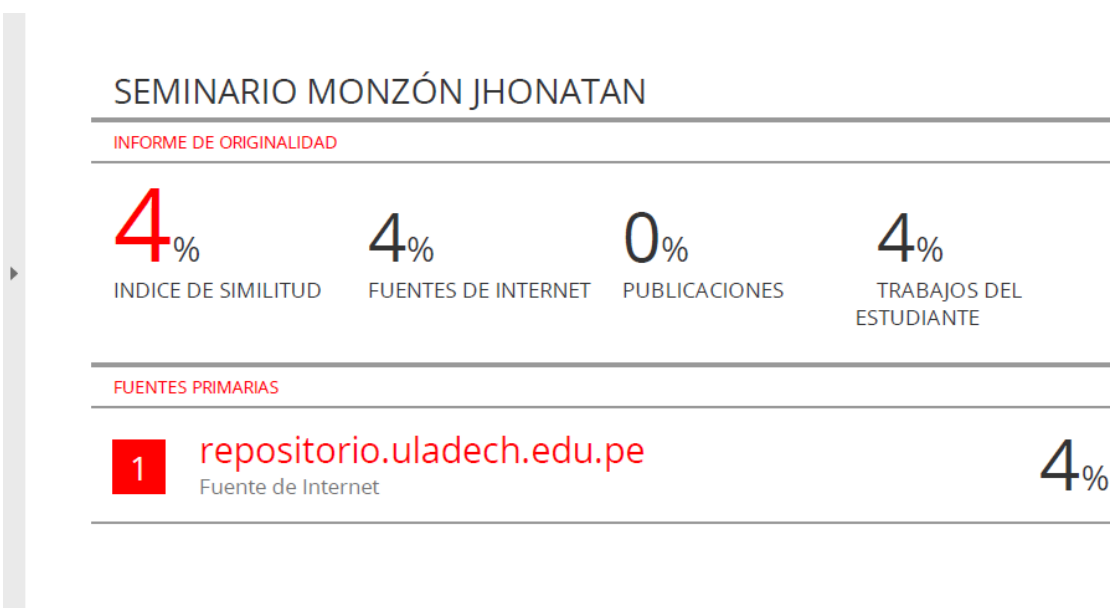 SEMINARIO MONZÓN JHONATAN
INFORME DE ORIGINALIDAD
4% 4% 0% 4%
INDICE DE SIMILITUD FUENTES DE INTERNET PUBLICACIONES TRABAJOS DEL
ESTUDIANTE
FUENTES PRIMARIAS
1 repositorio.uladech.edu.pe 4%
Fuente de Internet